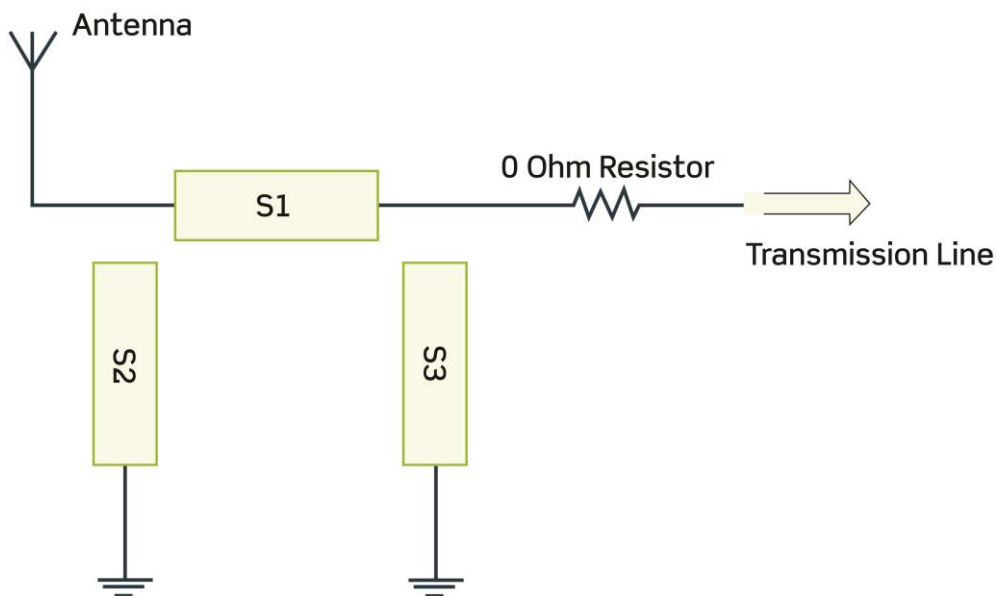 Antenna
0 Ohm Resistor
S1
Transmission Line
S2
S3